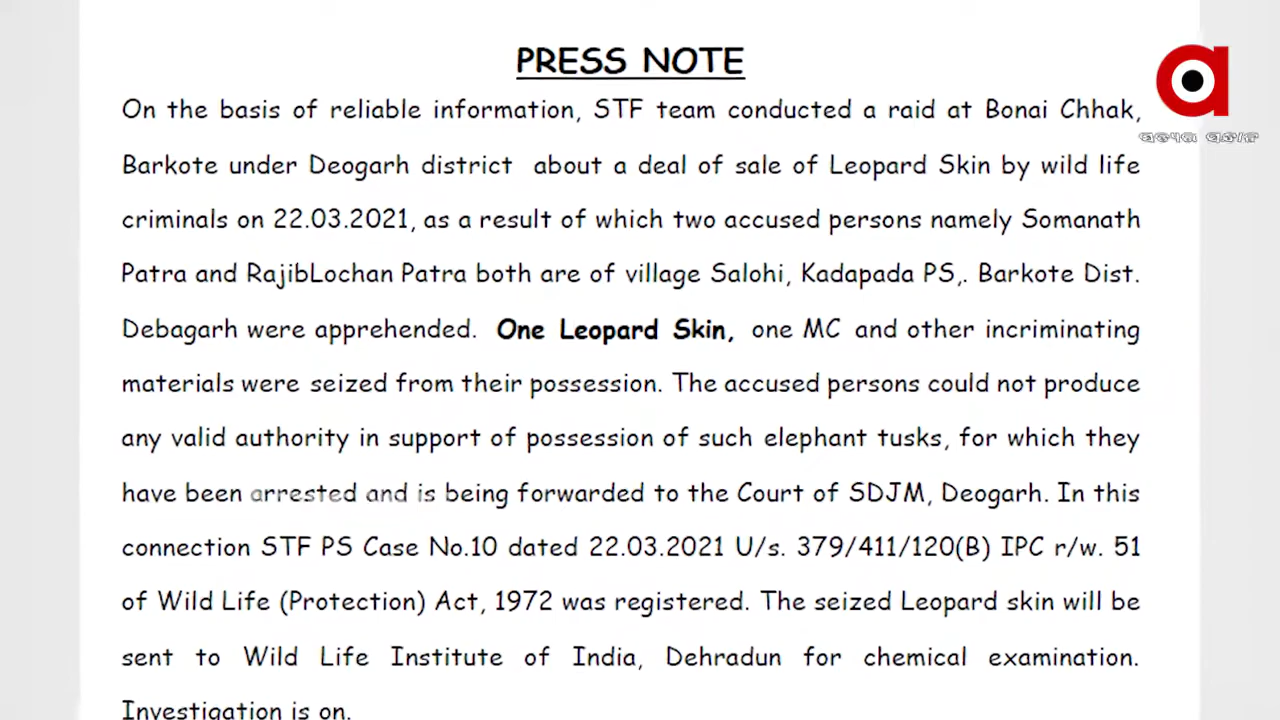 PRESS NOTE
On the basis of reliable information, STF team conducted a raid at Bonai Chhak,
Barkote under Deogarh district about a deal of sale of Leopard Skin by wild life
criminals on 22.03.2021, as a result of which two accused persons namely Somanath
Patra and RajibLochan Patra both are of village Salohi, Kadapada PS,. Barkote Dist.
Debagarh were apprehended. One Leopard Skin, one MC and other incriminating
materials were seized from their possession. The accused persons could not produce
any valid authority in support of possession of such elephant tusks, for which they
have been arrested and is being forwarded to the Court of SDJM, Deogarh. In this
connection STF PS Case No.10 dated 22.03.2021 U/s. 379/411/120(B) IPC r/w. 51
of Wild Life (Protection) Act, 1972 was registered. The seized Leopard skin will be
sent to Wild Life Institute of India, Dehradun for chemical examination.
Investigation is on.